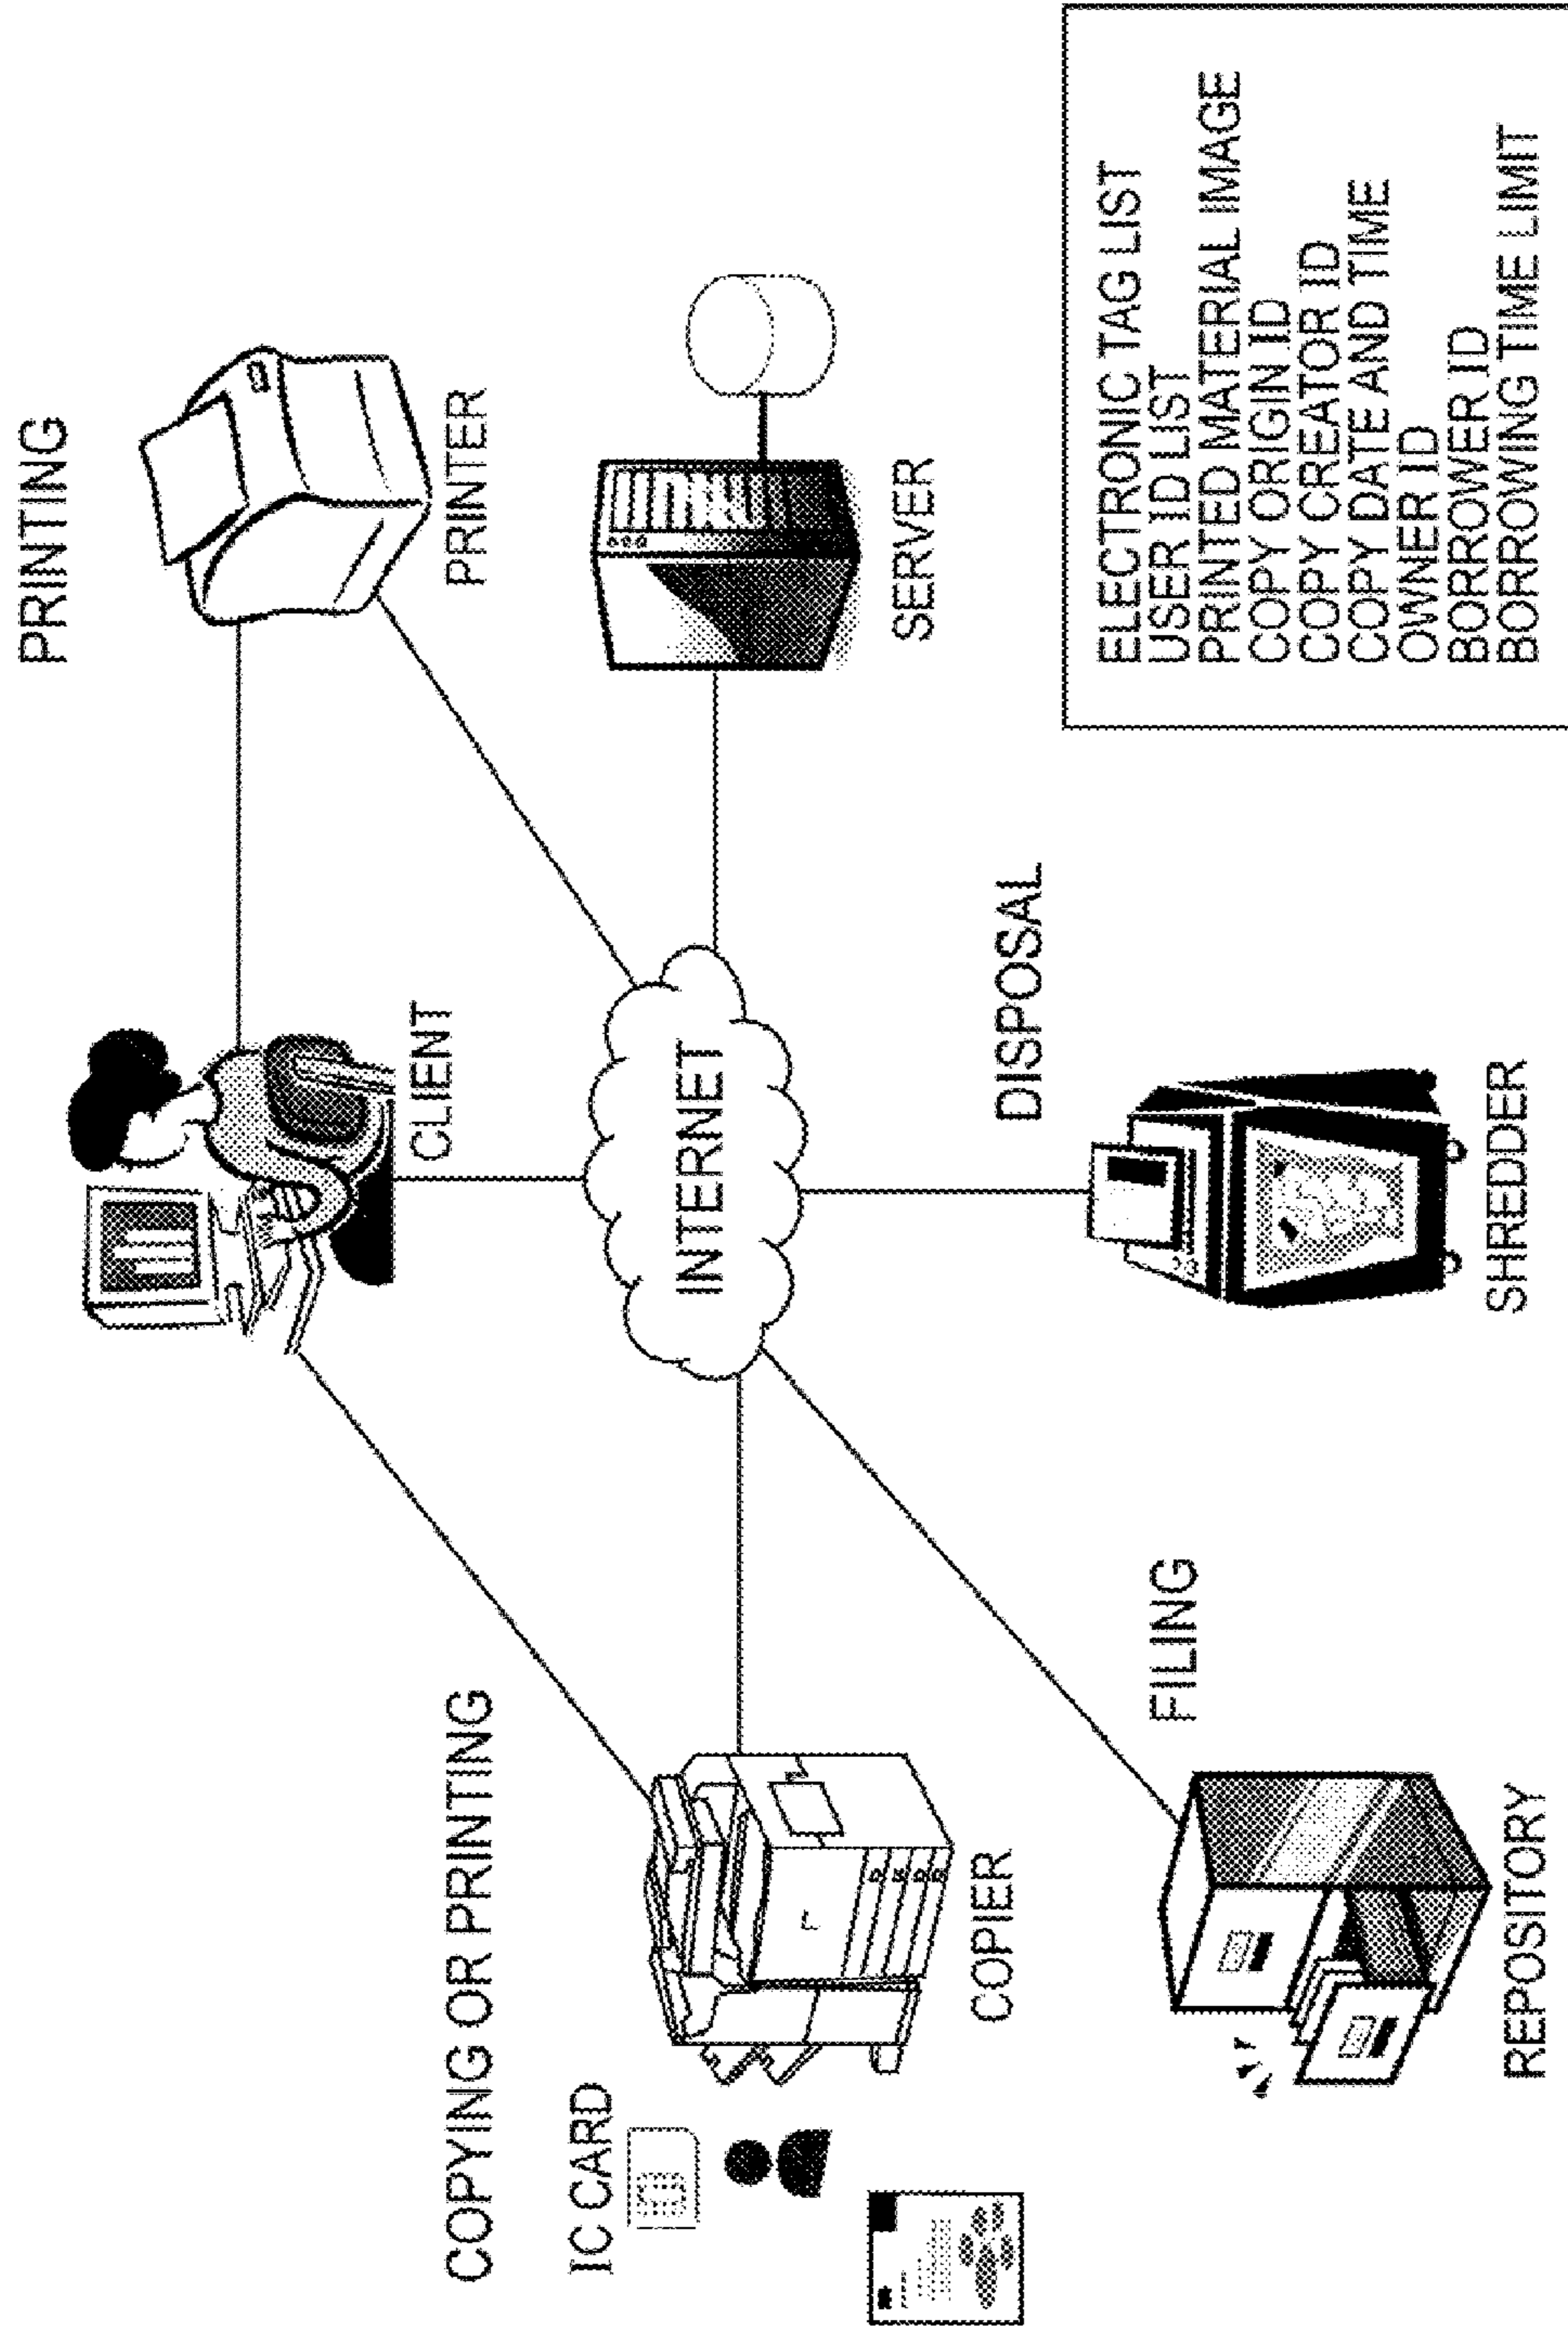 PRINTING
COPYING OR PRINTING
CLIENT
PRINTER
IC CARD
INTERNET
COPIER
SERVER
DISPOSAL
FILING
REPOSITORY
SHREDDER
ELECTRONIC TAG LIST
USER ID LIST
PRINTED MATERIAL IMAGE
COPY ORIGIN ID
COPY CREATOR ID
COPY DATE AND TIME
OWNER ID
BORROWER ID
BORROWING TIME LIMIT